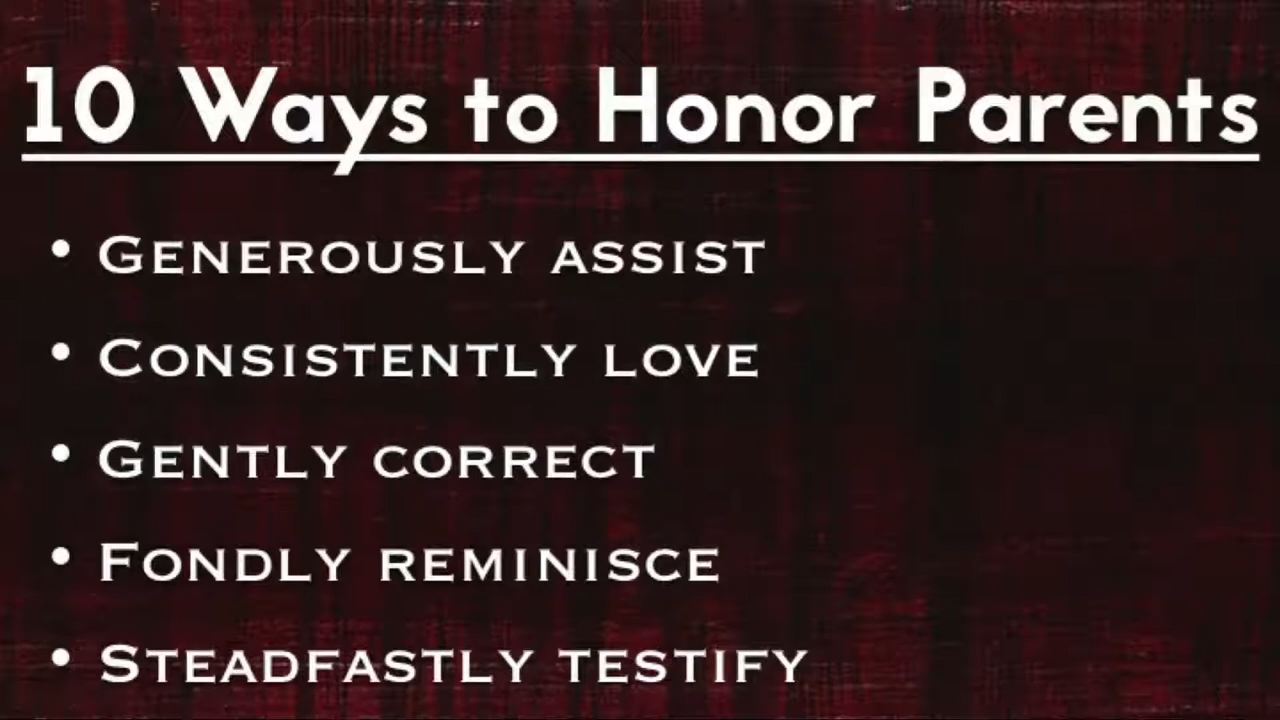 10 Ways to Honor Parents
• Generously assist
• Consistently love
• Gently correct
• Fondly reminisce
• Steadfastly testify